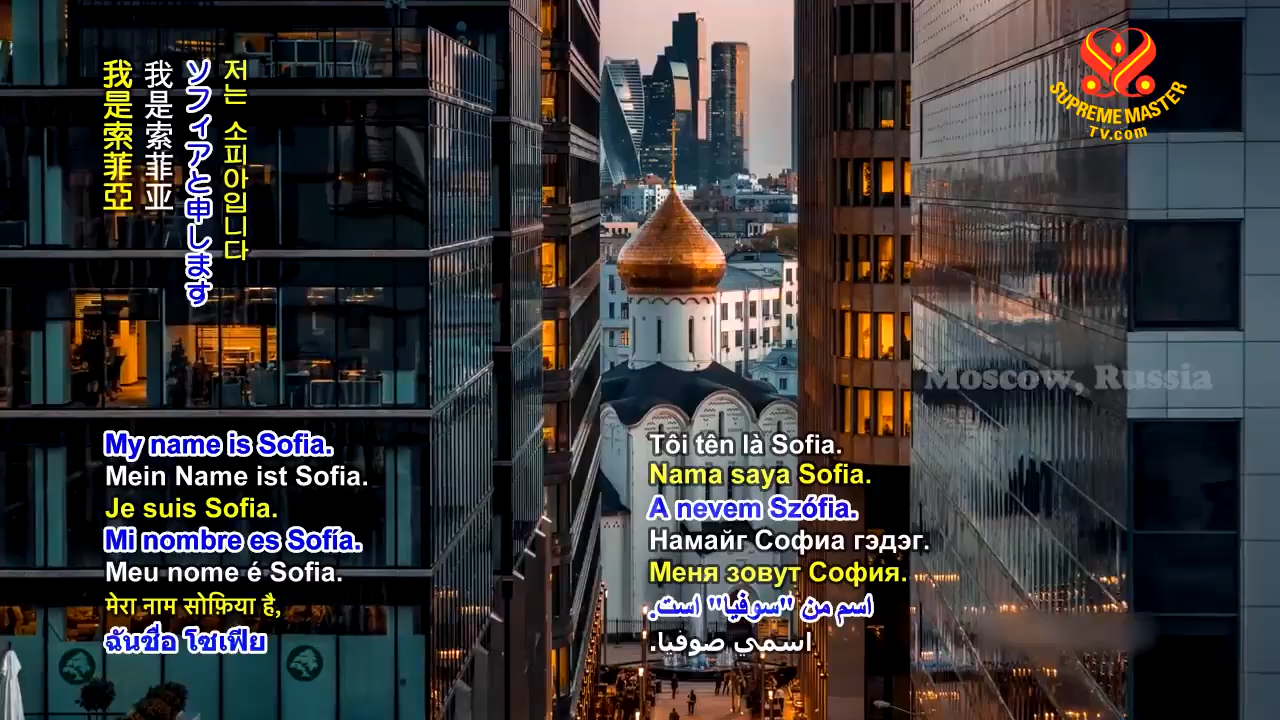 我是索菲亞
我是索菲亚
ソフィアと申します
저는 소피아입니다
SUPREME MASTER
TV.com
Moscow, Russia
My name is Sofia.
Mein Name ist Sofia.
Je suis Sofia.
Mi nombre es Sofía.
Meu nome é Sofia.
मेरा नाम सोफ़िया है,
ฉันชื่อ โซเฟีย
Tôi tên là Sofia.
Nama saya Sofia.
A nevem Szófia.
Намайг Софиа гэдэг.
Меня зовут София.
اسم من "سوفیا" است.
اسمي صوفيا.